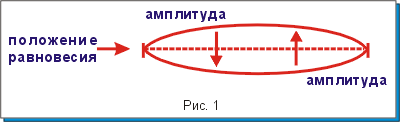 амплитуда
положение
равновесия
амплитуда
Рис. 1